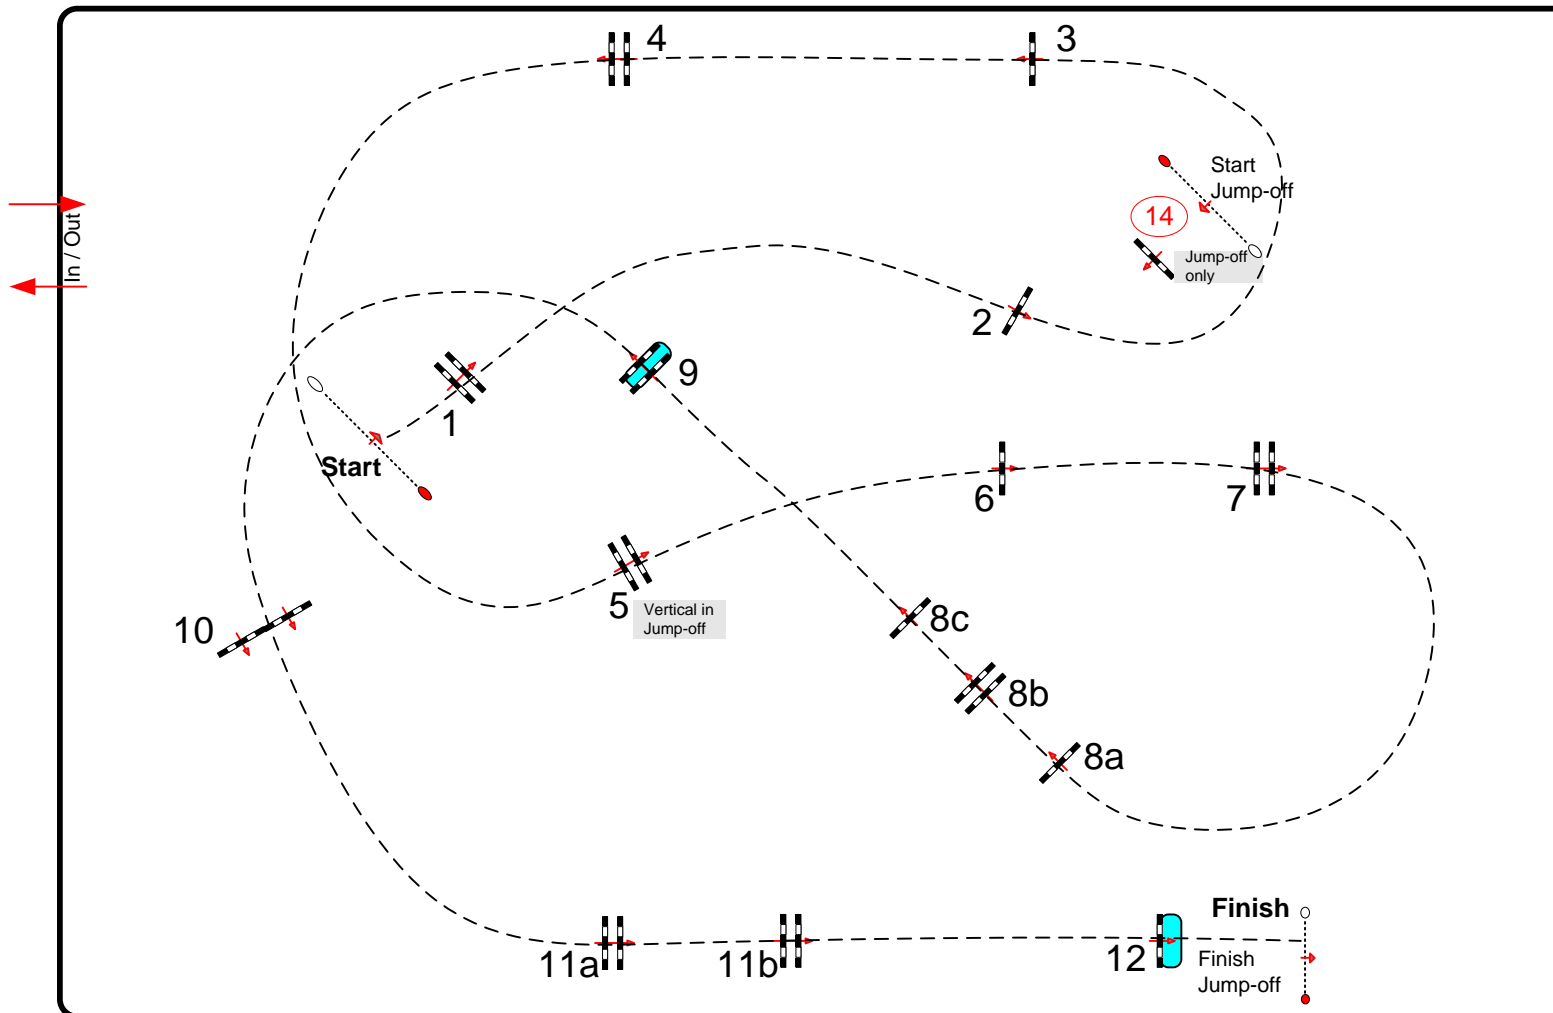 4
3
Start
Jump-off
14
In / Out
Jump-off
only
2
9
1
Start
6
7
5
Vertical in
Jump-off
10
8c
8b
8a
Finish
11a
11b
12
Finish
Jump-off